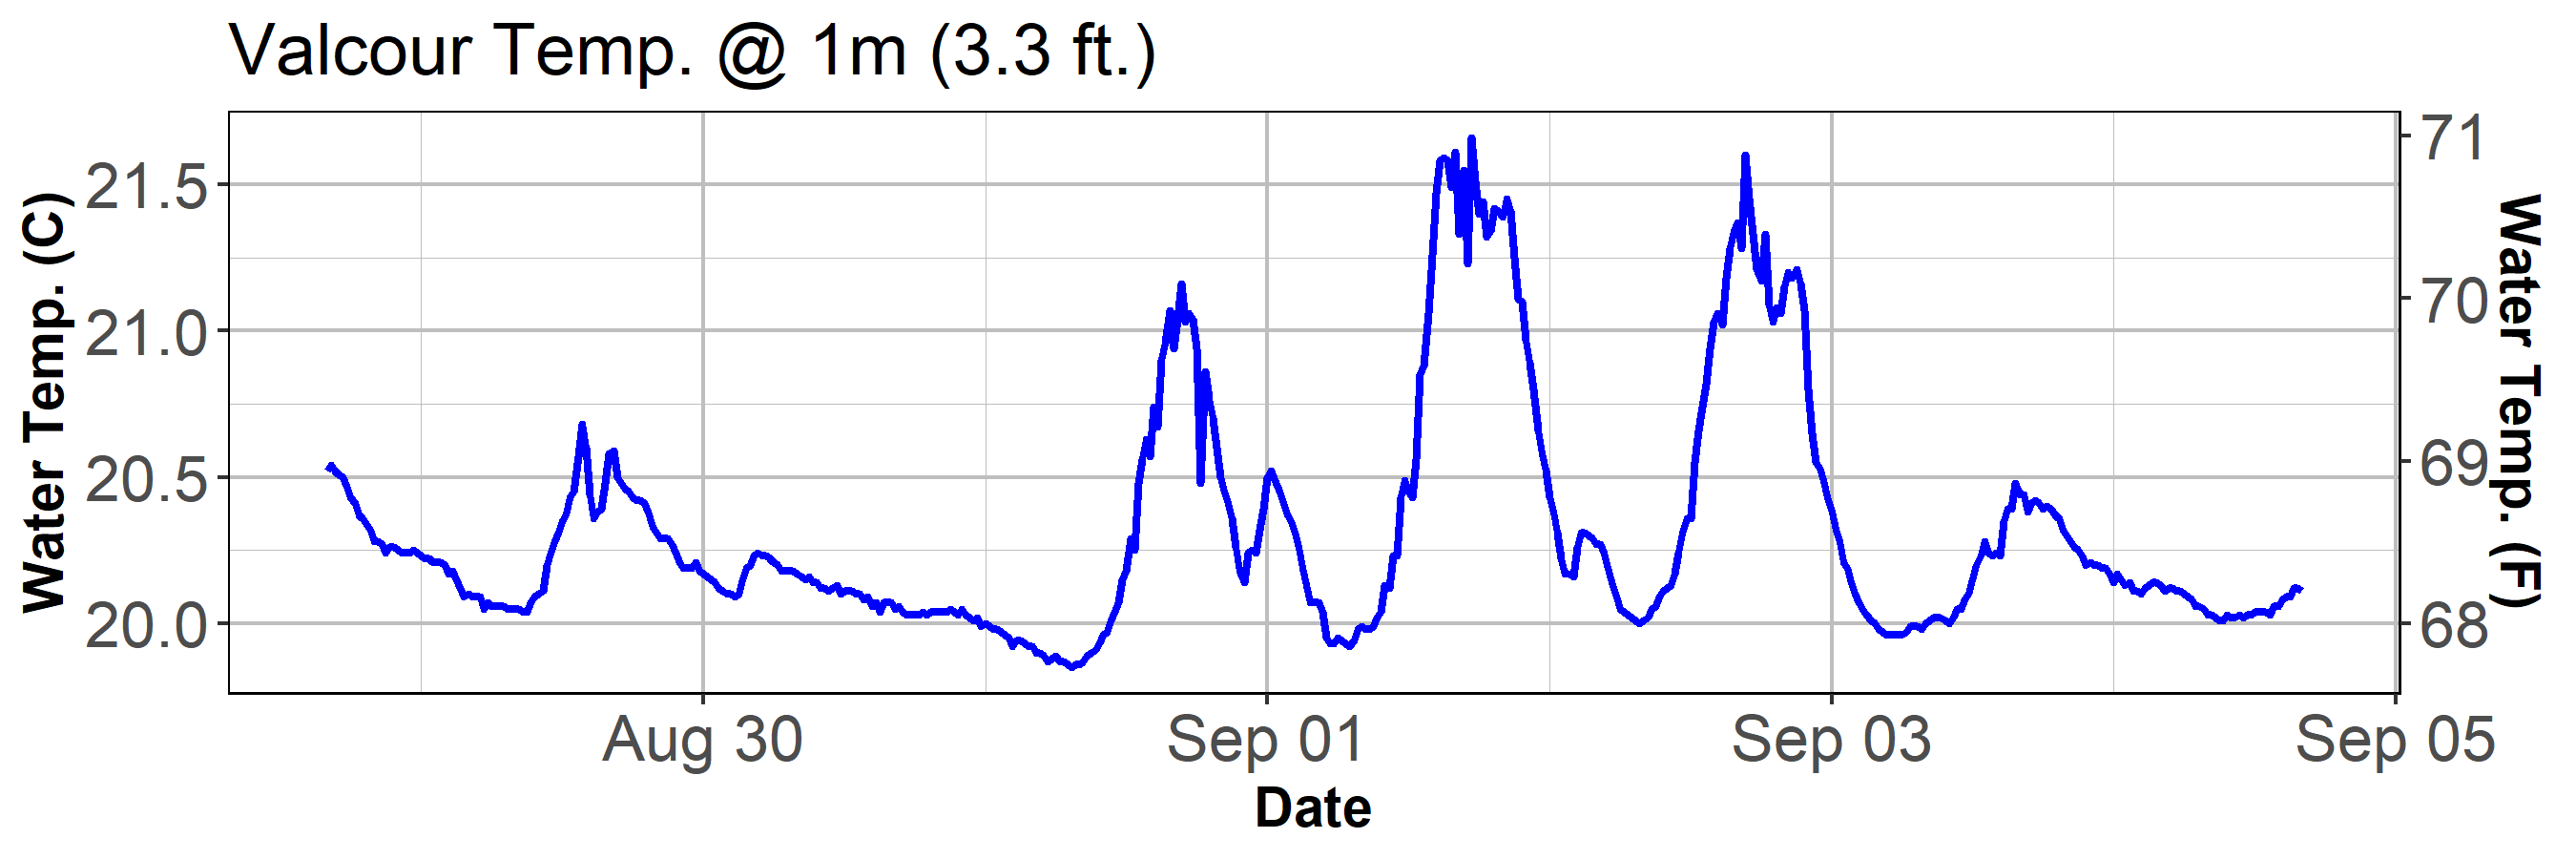 Valcour Temp. @ 1m (3.3 ft.)
Water Temp. (C)
21.5
21.0
20.5
20.0
71
70
69
68
Water Temp. (F)
Aug 30
Sep 01
Sep 03
Sep 05
Date